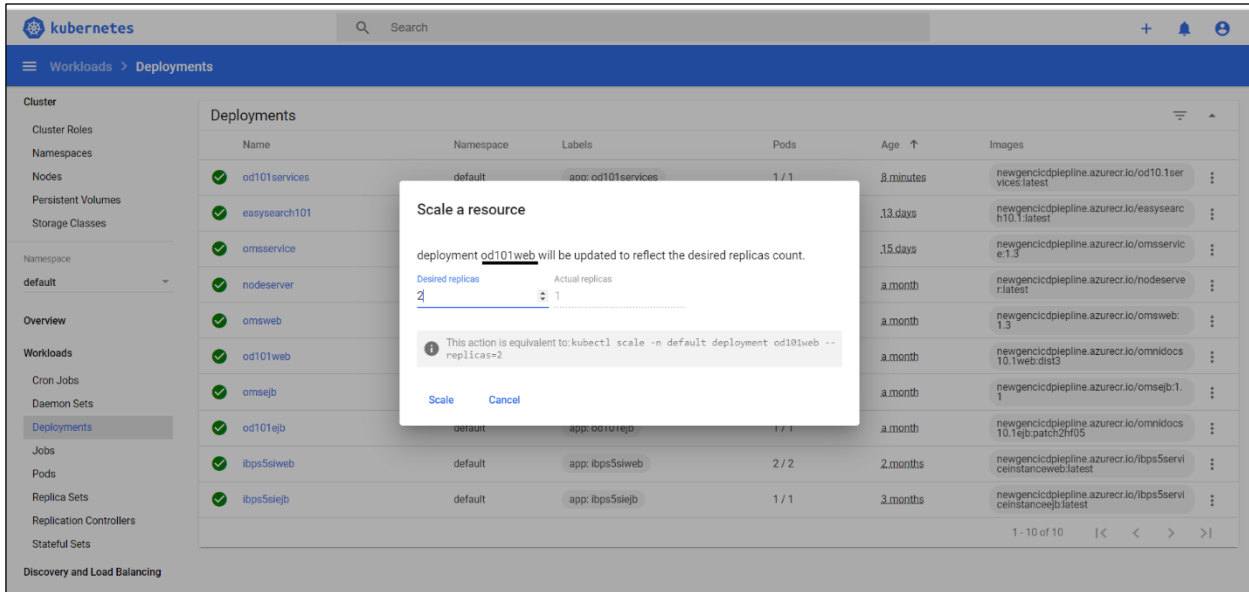 kubernetes
Search
Workloads > Deployments
Cluster
Cluster Roles
Namespaces
Nodes
Persistent Volumes
Storage Classes
Namespace
default
Overview
Workloads
Cron Jobs
Daemon Sets
Deployments
Jobs
Pods
Replica Sets
Replication Controllers
Stateful Sets
Discovery and Load Balancing
Deployments
Name Namespace Labels Pods Age Images
od101services default app: od101services 1 / 1 8 minutes newgencicdpiepline.azurecr.io/od10.1ser
vices:latest
easysearch101 13 days newgencicdpiepline.azurecr.io/easysearc
h10.1:latest
omsservice 15 days newgencicdpiepline.azurecr.io/omsservic
e:1.3
nodeserver a month newgencicdpiepline.azurecr.io/nodeserve
r:latest
omsweb a month newgencicdpiepline.azurecr.io/omsweb:
1.3
od101web a month newgencicdpiepline.azurecr.io/omnidocs
10.1web:dist3
omsejb a month newgencicdpiepline.azurecr.io/omsejb:1.
1
od101ejb default app: od101ejb 1 / 1 a month newgencicdpiepline.azurecr.io/omnidocs
10.1ejb:patch2hf05
ibps5siweb default app: ibps5siweb 2 / 2 2 months newgencicdpiepline.azurecr.io/ibps5servi
ceinstanceweb:latest
ibps5siejb default app: ibps5siejb 1 / 1 3 months newgencicdpiepline.azurecr.io/ibps5servi
ceinstanceejb:latest
1 - 10 of 10
Scale a resource
deployment od101web will be updated to reflect the desired replicas count.
Desired replicas Actual replicas
2 1
This action is equivalent to: kubectl scale -n default deployment od101web --
replicas=2
Scale Cancel